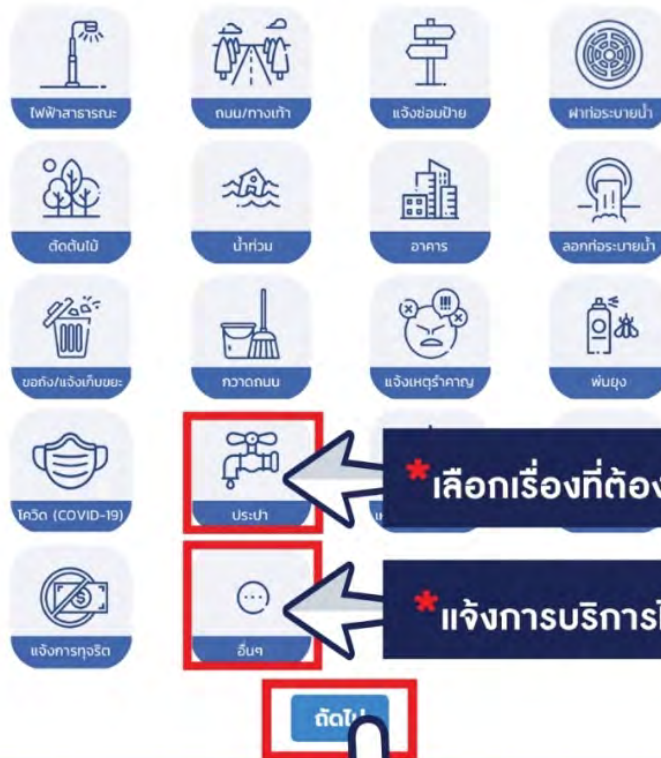 ไฟฟ้าสาธารณะ
ถนน/ทางเท้า
แจ้งซ่อมป้าย
ฝาท่อระบายน้ำ
ตัดต้นไม้
น้ำท่วม
อาคาร
ลอกท่อระบายน้ำ
ขอถัง/แจ้งเก็บขยะ
กวาดถนน
แจ้งเหตุรำคาญ
พ่นยุง
โควิด (COVID-19)
ประปา
*เลือกเรื่องที่ต้อง
แจ้งการทุจริต
อื่นๆ
*แจ้งการบริการ
ถัดไป